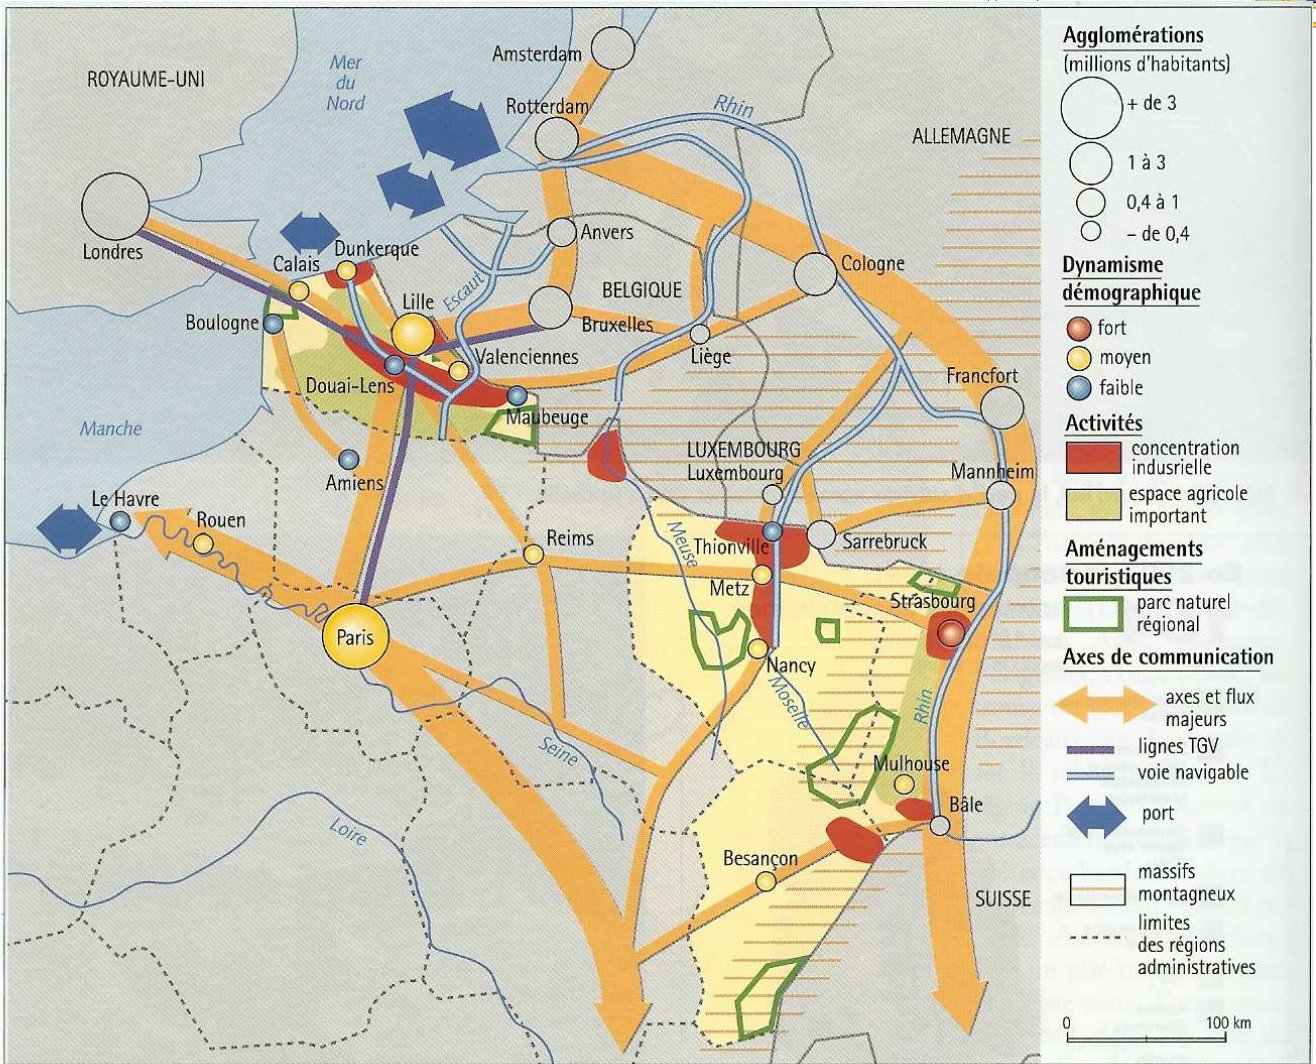 ROYAUME-UNI
Mer
du
Nord
Amsterdam
Rotterdam
Rhin
ALLEMAGNE
Londres
Anvers
Dunkerque
Calais
Cologne
Lille
Escaut
BELGIQUE
Boulogne
Bruxelles
Valenciennes
Liège
Douai-Lens
Francfort
Maubeuge
Manche
LUXEMBOURG
Luxembourg
Mannheim
Amiens
Le Havre
Rouen
Reims
Meuse
Thionville
Sarrebruck
Metz
Strasbourg
Paris
Nancy
Moselle
Rhin
Seine
Mulhouse
Bâle
Loire
Besançon
SUISSE
Agglomérations
(millions d'habitants)
+ de 3
1 à 3
0,4 à 1
– de 0,4
Dynamisme
démographique
fort
moyen
faible
Activités
concentration
indusrielle
espace agricole
important
Aménagements
touristiques
parc naturel
régional
Axes de communication
axes et flux
majeurs
lignes TGV
voie navigable
port
massifs
montagneux
limites
des régions
administratives
0 100 km